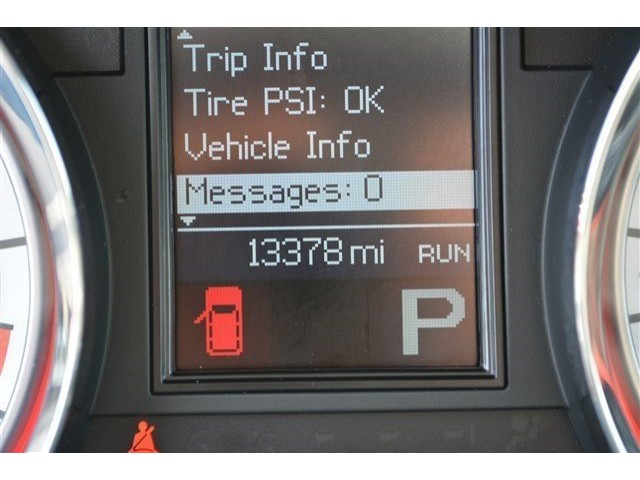 Trip Info
Tire PSI: OK
Vehicle Info
Messages: 0
13378 mi RUN
P